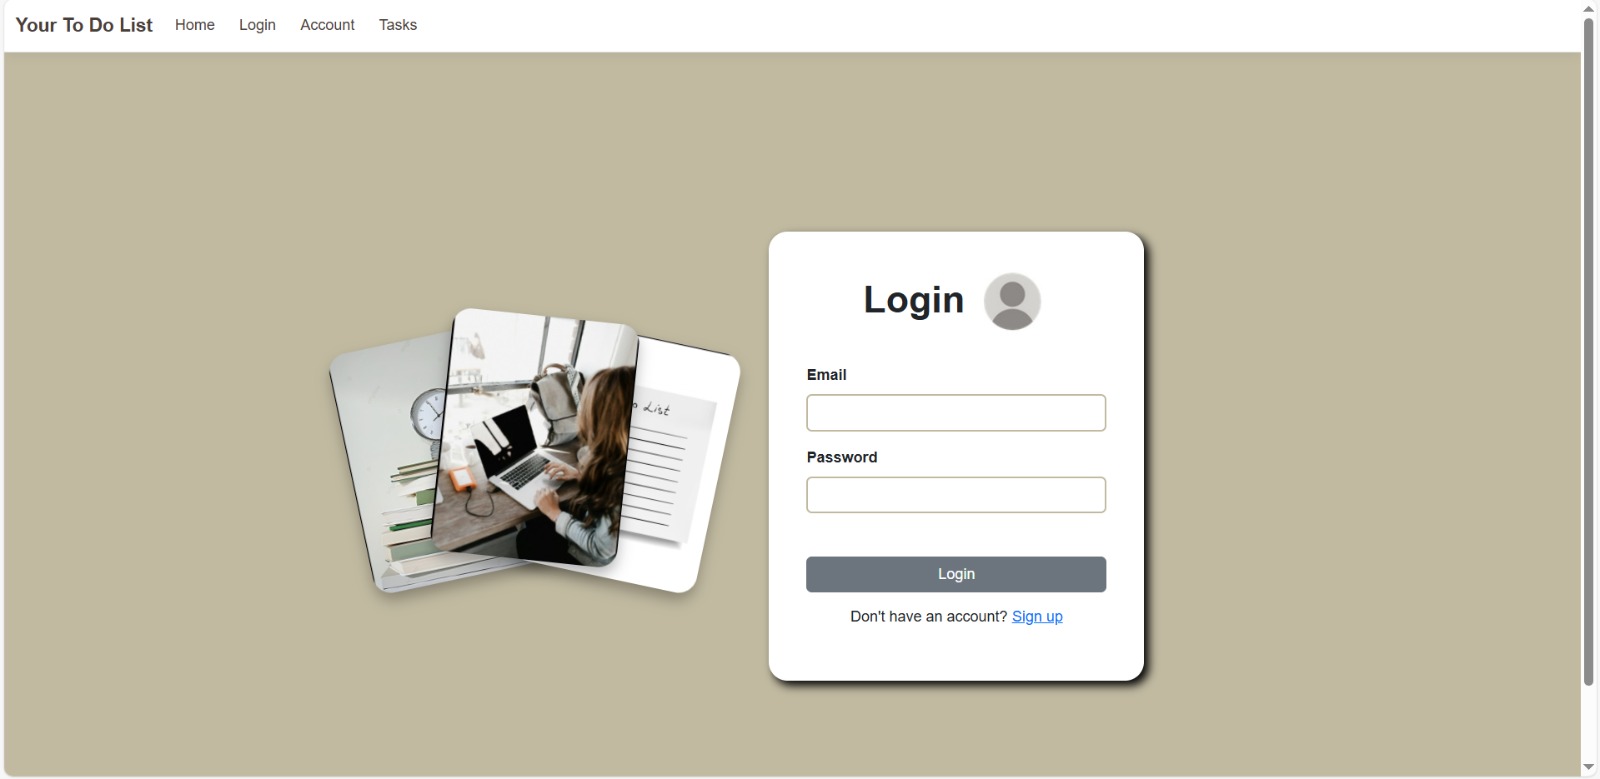 Your To Do List Home Login Account Tasks
Login
Email
List
Password
Login
Don't have an account? Sign up